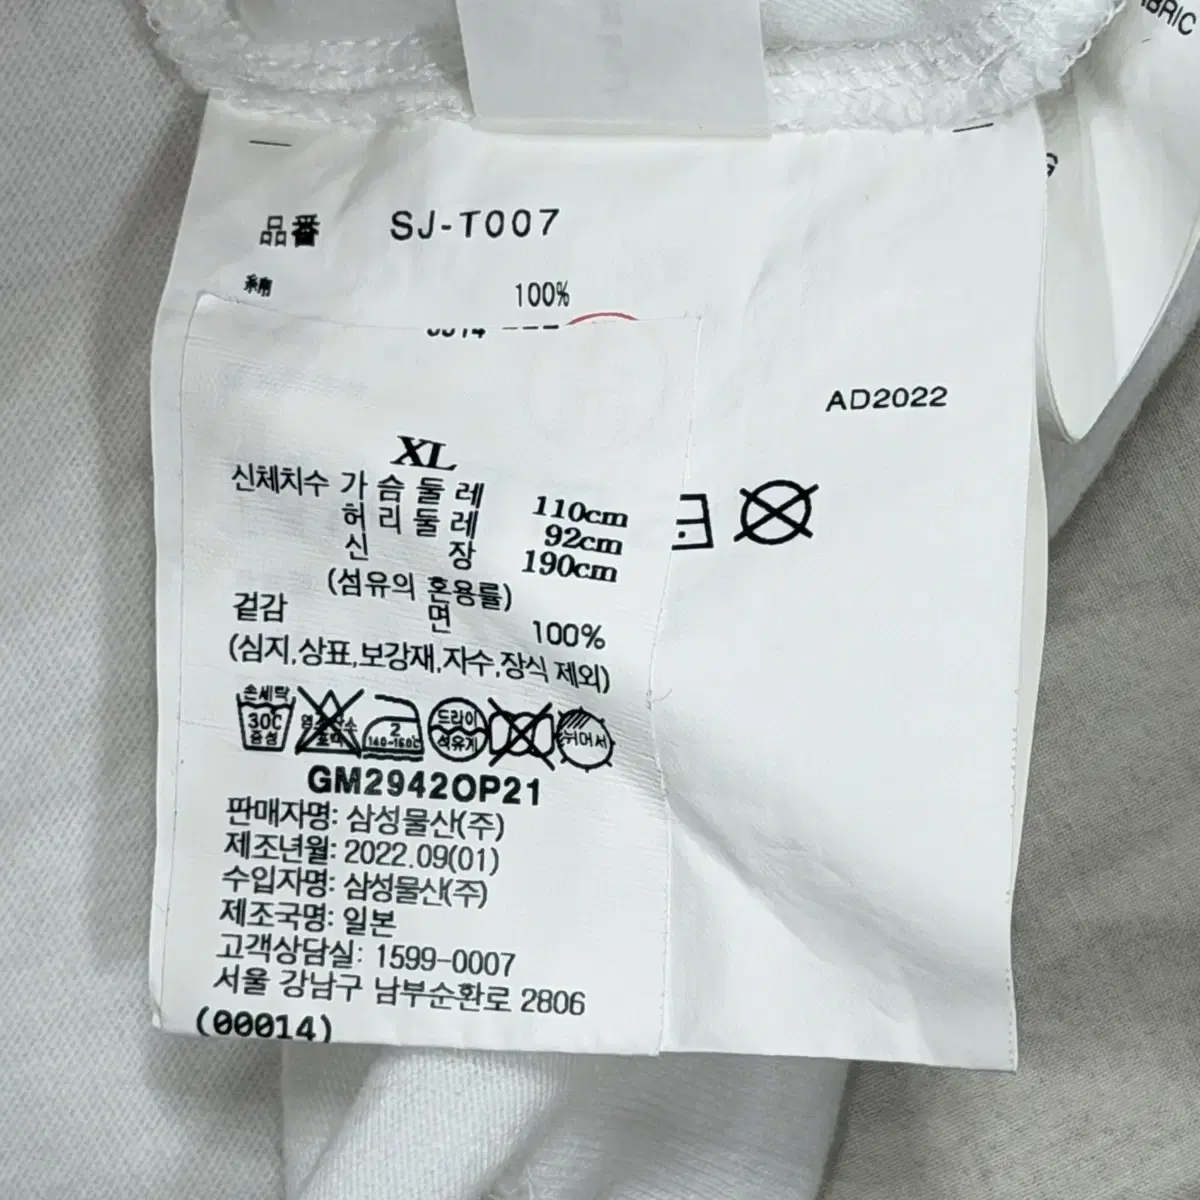 品番 SJ-T007
綿 100%
AD2022
XL
신체치수 가슴둘레 110cm
허리둘레 92cm
신장 190cm
(섬유의 혼용률)
겉감 면 100%
(심지,상표,보강재,자수,장식 제외)
손세탁
30C
중성
2
140~160℃
드라이
석유계
뉘어서
GM2942OP21
판매자명: 삼성물산(주)
제조년월: 2022.09(01)
수입자명: 삼성물산(주)
제조국명: 일본
고객상담실: 1599-0007
서울 강남구 남부순환로 2806
(00014)